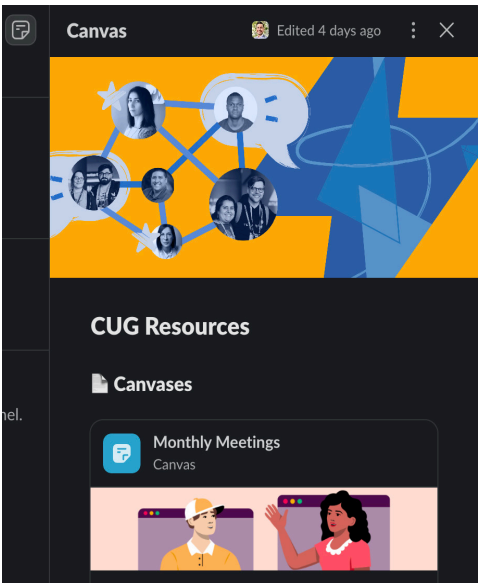 Canvas
Edited 4 days ago
CUG Resources
Canvases
nel.
Monthly Meetings
Canvas